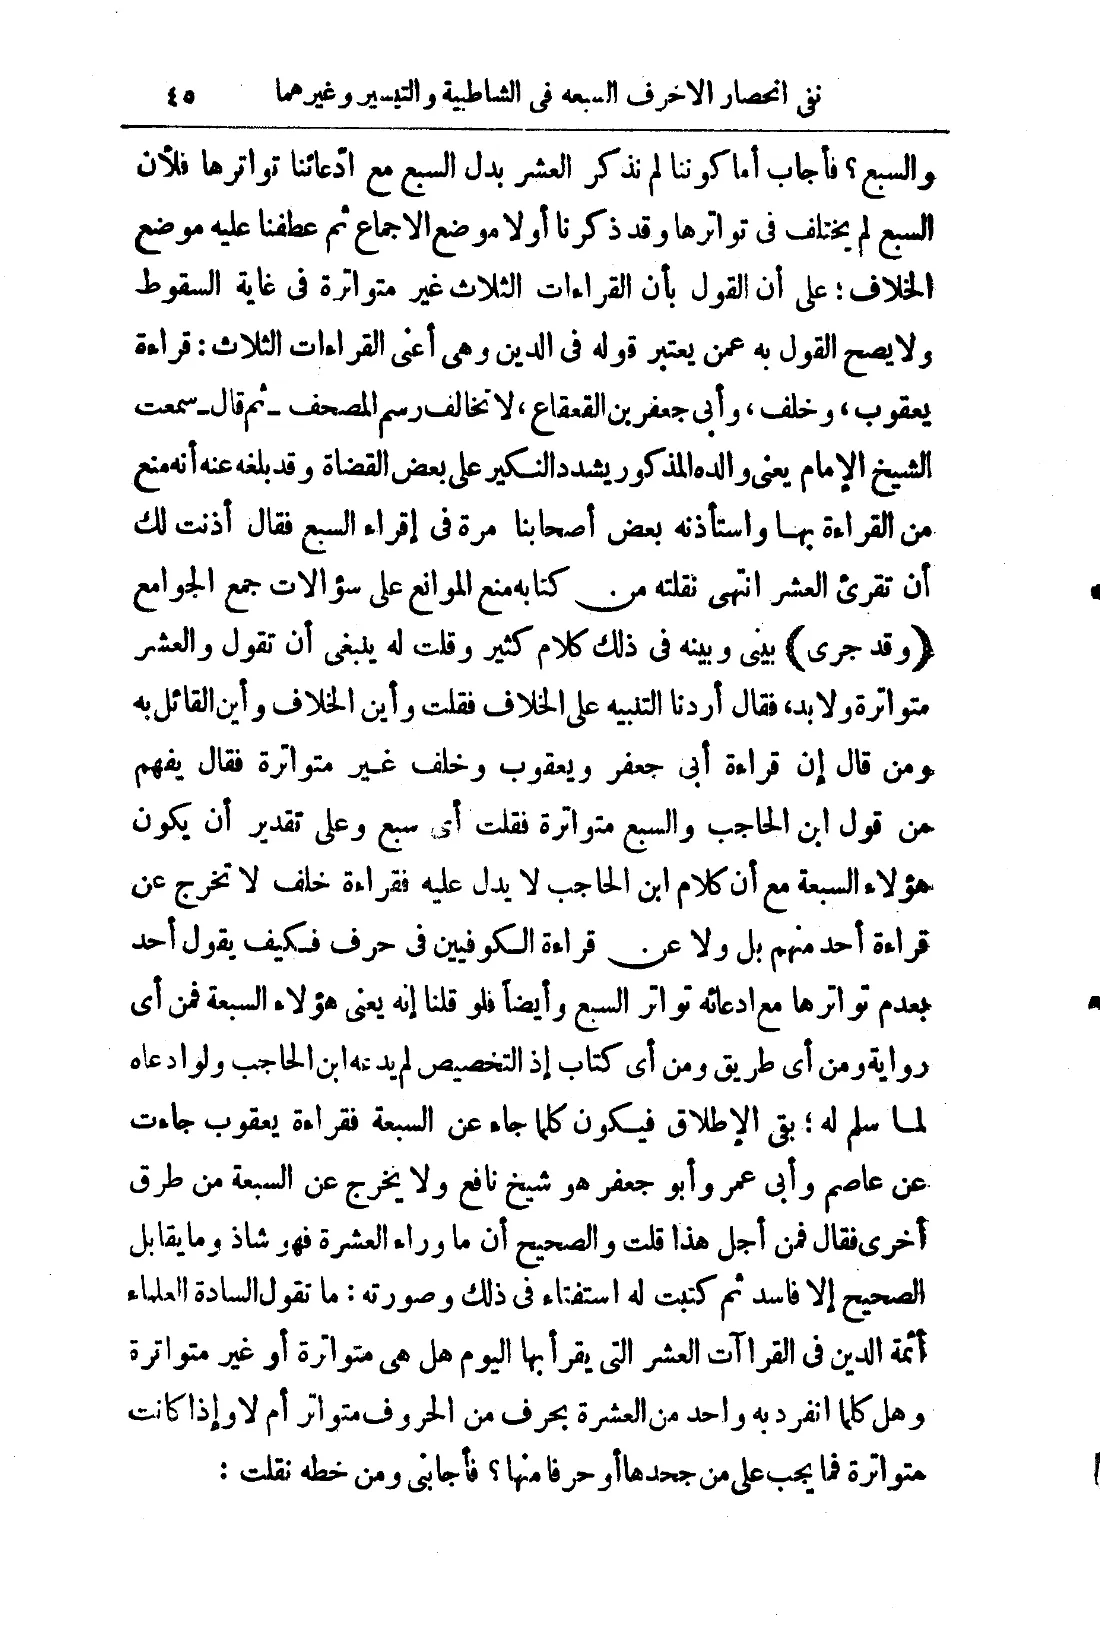 نفى انحصار الاخرف السبعه فى الشاطبية والتيسير وغيرهما ٤٥
والسبع؟ فأجاب أما كوننا لم نذكر العشر بدل السبع مع ادّعائنا تواترها فلأن
السبع لم يختلف فى تواترها وقد ذكرنا أولا موضع الاجماع ثم عطفنا عليه موضع
الخلاف؛ على أن القول بأن القراءات الثلاث غير متواترة فى غاية السقوط
ولا يصح القول به عمن يعتبر قوله فى الدين وهى أعنى القراءات الثلاث: قراءة
يعقوب، وخلف، وأبى جعفر بن القعقاع، لا تخالف رسم المصحف - ثم قال - سمعت
الشيخ الإمام يعنى والده المذكور يشدد النكير على بعض القضاة وقد بلغه عنه أنه منع
من القراءة بها واستأذنه بعض أصحابنا مرة فى إقراء السبع فقال أذنت لك
أن تقرئ العشر انتهى نقلته من كتابه منع الموانع على سؤالات جمع الجوامع
(وقد جرى) بينى وبينه فى ذلك كلام كثير وقلت له ينبغى أن تقول والعشر
متواترة ولا بد، فقال أردنا التنبيه على الخلاف فقلت وأين الخلاف وأين القائل به
ومن قال إن قراءة أبى جعفر ويعقوب وخلف غير متواترة فقال يفهم
من قول ابن الحاجب والسبع متواترة فقلت أى سبع وعلى تقدير أن يكون
هؤلاء السبعة مع أن كلام ابن الحاجب لا يدل عليه فقراءة خلف لا تخرج عن
قراءة أحد منهم بل ولا عن قراءة الكوفيين فى حرف فكيف يقول أحد
بعدم تواترها مع ادعائه تواتر السبع وأيضاً فلو قلنا إنه يعنى هؤلاء السبعة فمن أى
رواية ومن أى طريق ومن أى كتاب إذ التخصيص لم يدعه ابن الحاجب ولو ادعاه
لما سلم له؛ بقى الإطلاق فيكون كلما جاء عن السبعة فقراءة يعقوب جاءت
عن عاصم وأبى عمر وأبو جعفر هو شيخ نافع ولا يخرج عن السبعة من طرق
أخرى فقال فمن أجل هذا قلت والصحيح أن ما وراء العشرة فهو شاذ وما يقابل
الصحيح إلا فاسد ثم كتبت له استفتاء فى ذلك وصورته: ما تقول السادة العلماء
أئمة الدين فى القراآت العشر التى يقرأ بها اليوم هل هى متواترة أو غير متواترة
وهل كلما انفرد به واحد من العشرة بحرف من الحروف متواتر أم لا وإذا كانت
متواترة فما يجب على من جحدها أو حرفا منها؟ فأجابنى ومن خطه نقلت: